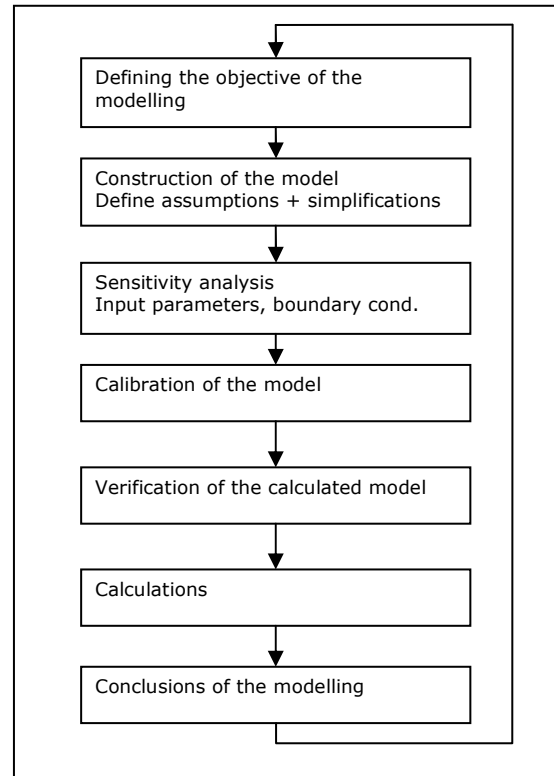 Defining the objective of the
modelling
Construction of the model
Define assumptions + simplifications
Sensitivity analysis
Input parameters, boundary cond.
Calibration of the model
Verification of the calculated model
Calculations
Conclusions of the modelling